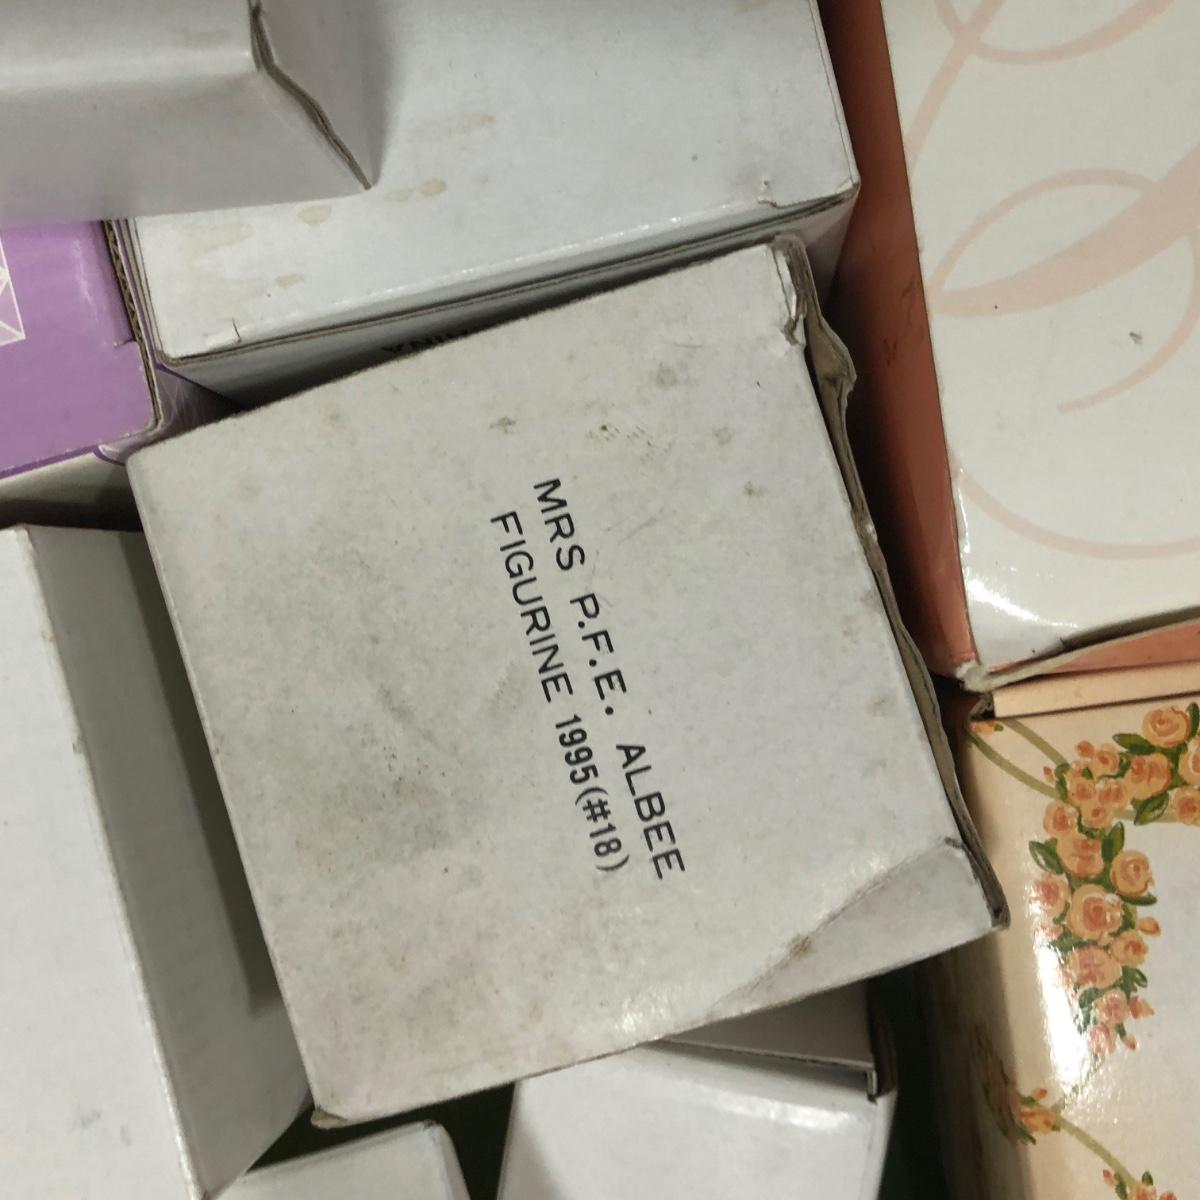 MRS P.F.E. ALBEE
FIGURINE 1995(#18)